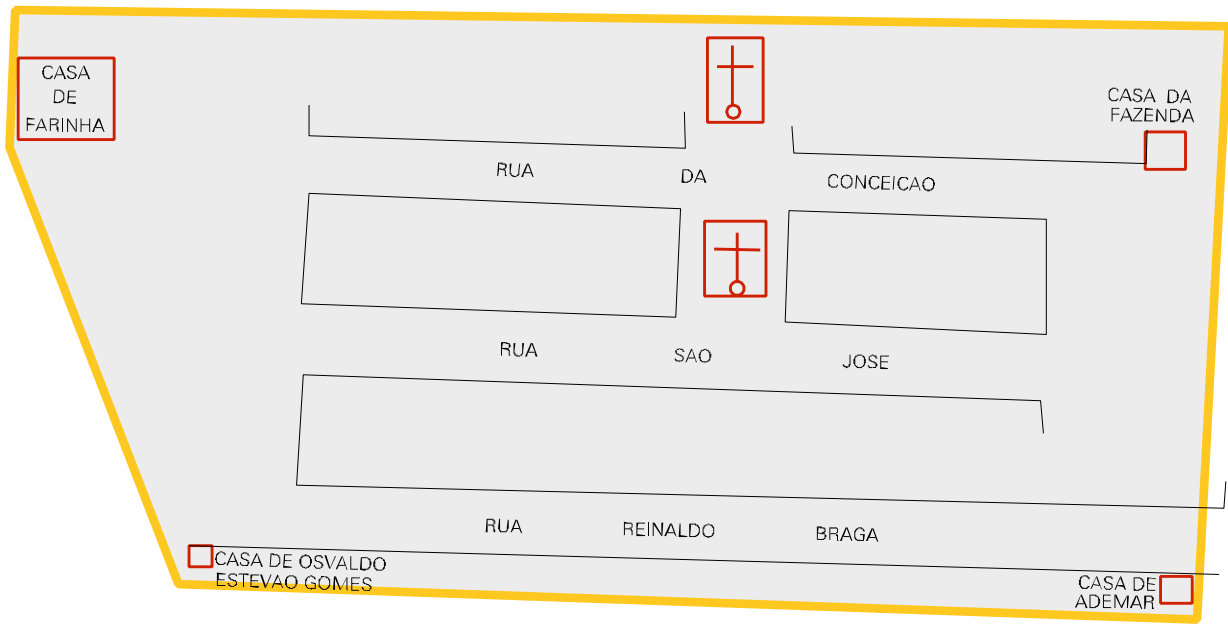 CASA
DE
FARINHA
CASA DA
FAZENDA
RUA DA CONCEICAO
RUA SAO JOSE
RUA REINALDO BRAGA
CASA DE OSVALDO
ESTEVAO GOMES
CASA DE
ADEMAR